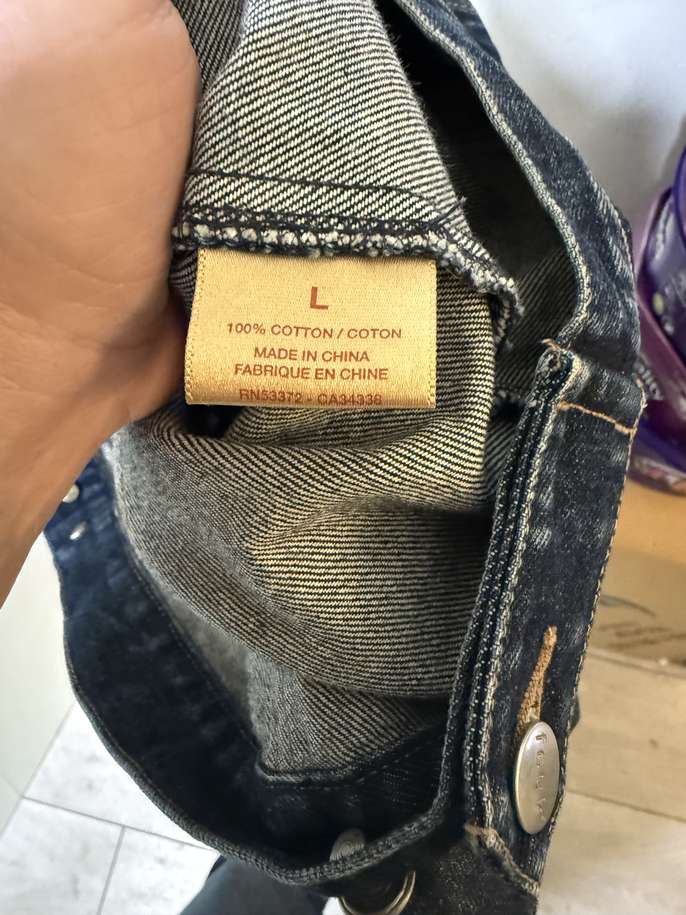 L
100% COTTON / COTON
MADE IN CHINA
FABRIQUE EN CHINE
RN53372 - CA34336